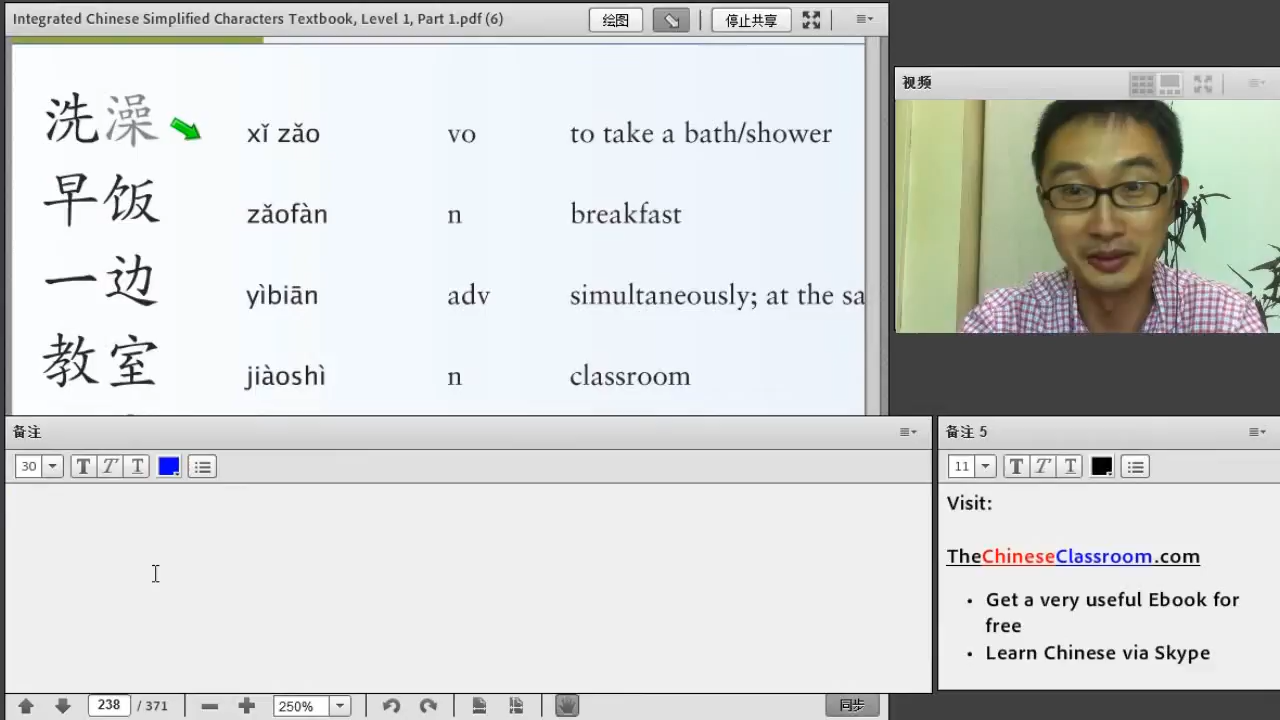 Integrated Chinese Simplified Characters Textbook, Level 1, Part 1.pdf (6)
绘图
停止共享
洗澡 xǐ zǎo vo to take a bath/shower
早饭 zǎofàn n breakfast
一边 yìbiān adv simultaneously; at the sa
教室 jiàoshì n classroom
视频
备注
30 T T T
备注 5
11 T T T
Visit:
TheChineseClassroom.com
• Get a very useful Ebook for
free
• Learn Chinese via Skype
238 / 371 250% 同步